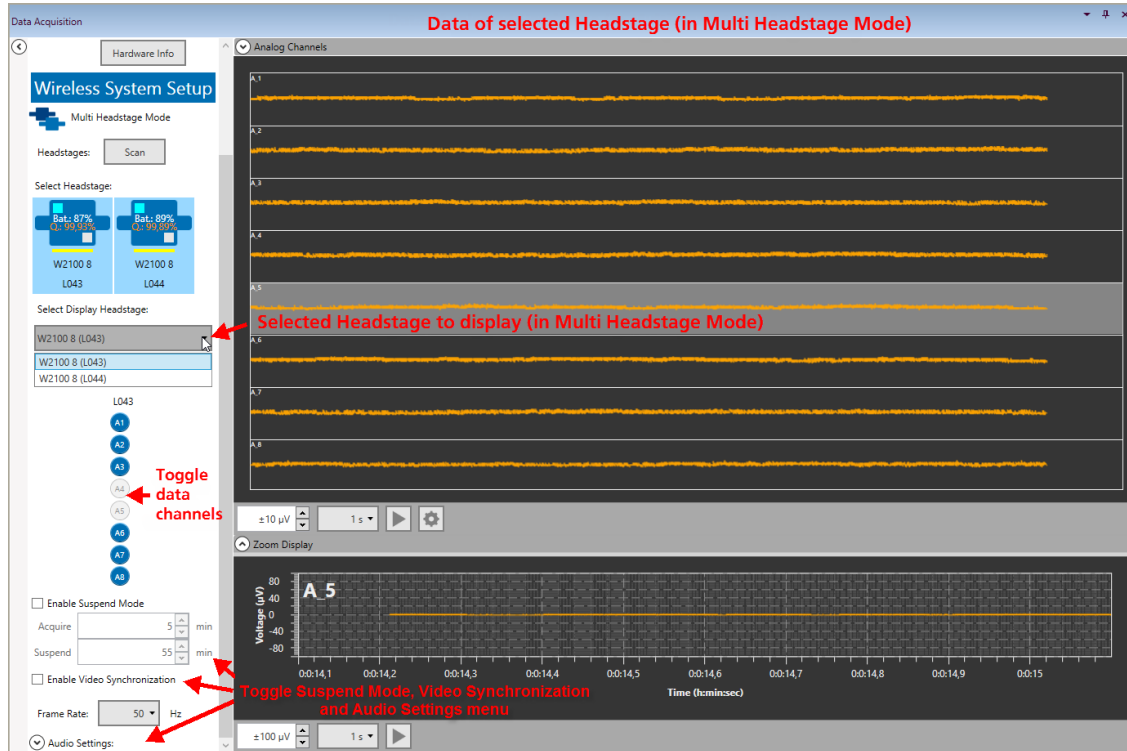 Data Acquisition
Data of selected Headstage (in Multi Headstage Mode)
Hardware Info
Wireless System Setup
Multi Headstage Mode
Headstages:
Scan
Select Headstage:
Bat.: 87%
Q.: 99,93%
W2100 8
L043
Bat.: 89%
Q.: 99,89%
W2100 8
L044
Select Display Headstage:
W2100 8 (L043)
W2100 8 (L043)
W2100 8 (L044)
Selected Headstage to display (in Multi Headstage Mode)
L043
A1
A2
A3
A4
A5
A6
A7
A8
Toggle
data
channels
Enable Suspend Mode
Acquire 5 min
Suspend 55 min
Enable Video Synchronization
Toggle Suspend Mode, Video Synchronization
and Audio Settings menu
Frame Rate: 50 Hz
Audio Settings:
Analog Channels
A_1
A_2
A_3
A_4
A_5
A_6
A_7
A_8
±10 µV
1 s
Zoom Display
A_5
Voltage (µV)
80
40
0
-40
-80
0:0:14,1 0:0:14,2 0:0:14,3 0:0:14,4 0:0:14,5 0:0:14,6 0:0:14,7 0:0:14,8 0:0:14,9 0:0:15
Time (h:min:sec)
±100 µV
1 s